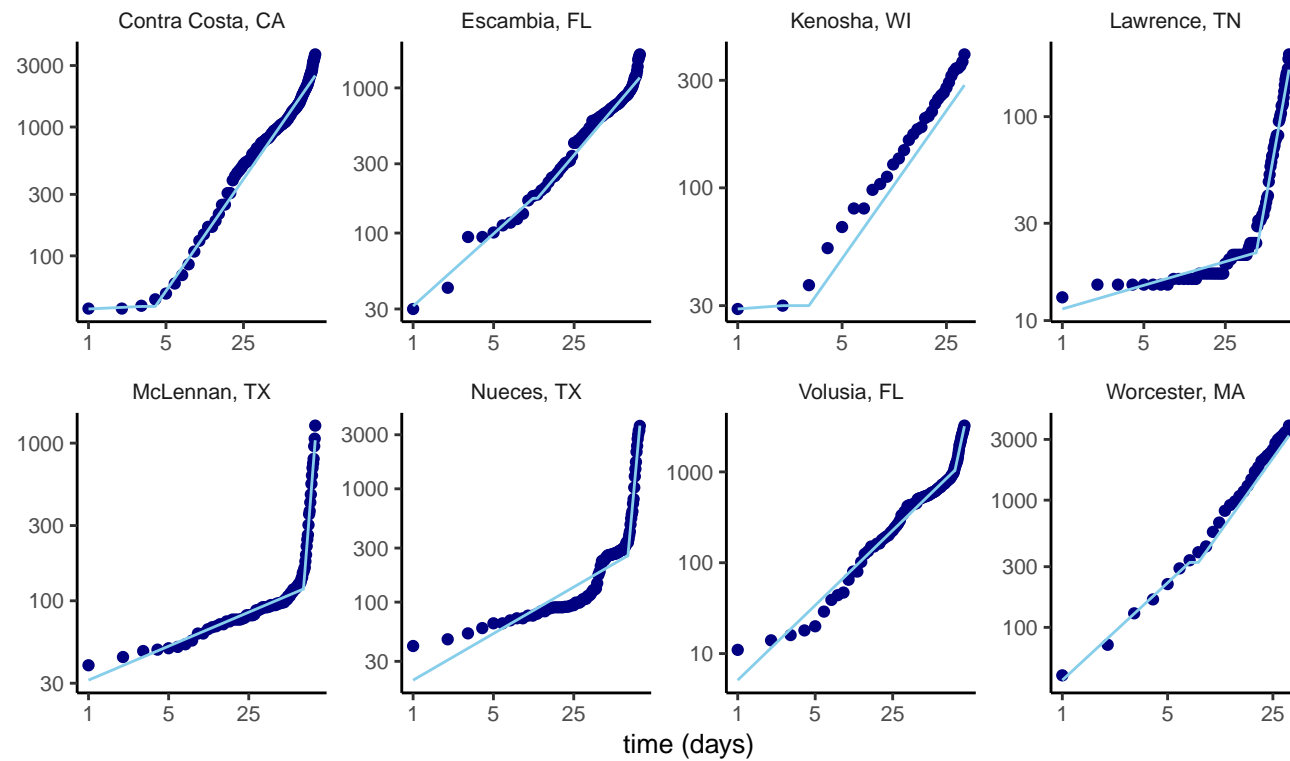 Contra Costa, CA
3000
1000
300
100
1 5 25
Escambia, FL
1000
300
100
30
1 5 25
Kenosha, WI
300
100
30
1 5 25
Lawrence, TN
100
30
10
1 5 25
McLennan, TX
1000
300
100
30
1 5 25
Nueces, TX
3000
1000
300
100
30
1 5 25
Volusia, FL
1000
100
10
1 5 25
Worcester, MA
3000
1000
300
100
1 5 25
time (days)